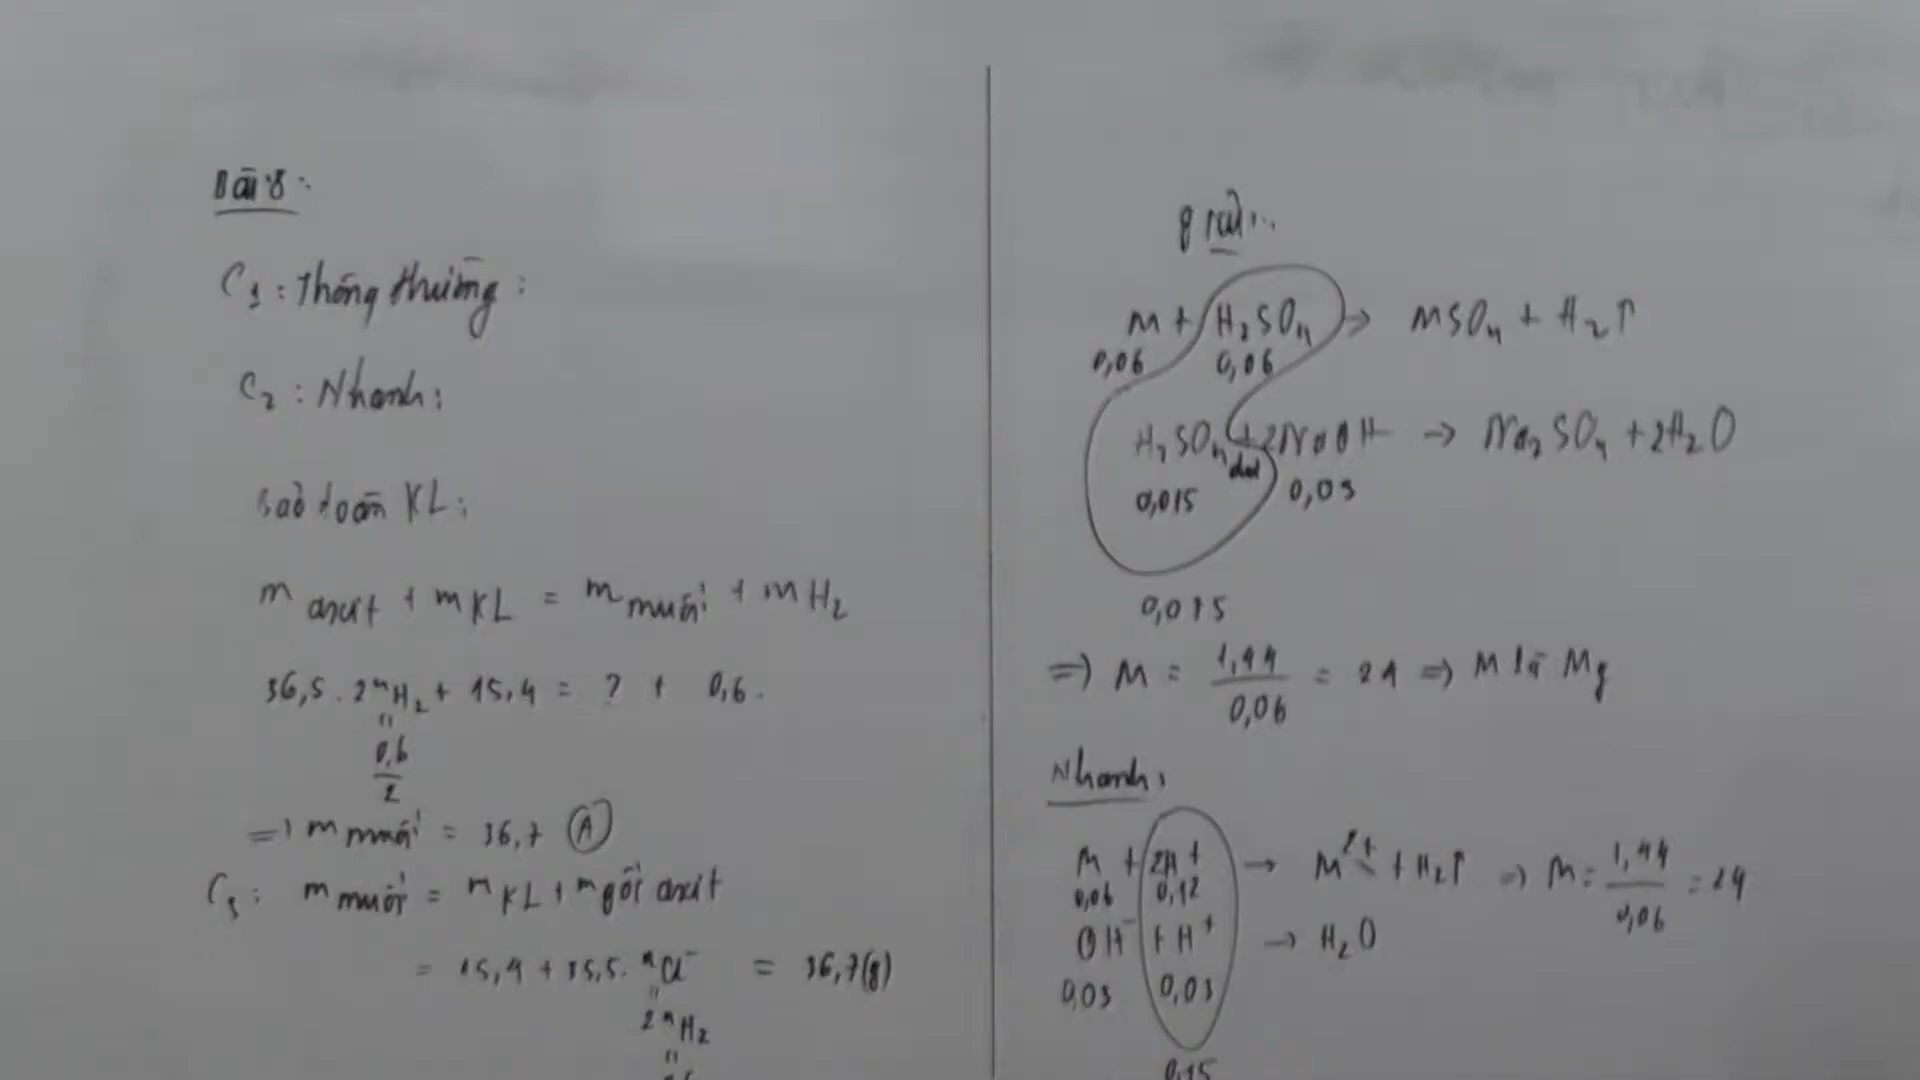 Bài 8:
C1: Thông thường:
C2: Nhanh:
Bảo toàn KL:
m axit + m KL = m muối + m H2
36,5 . 2nH2 + 15,4 = ? + 0,6.
"
0,6
2
=> m muối = 36,7 (A)
C3: m muối = m KL + m gốc axit
= 15,4 + 35,5. nCl- = 36,7(g)
"
2nH2
"
M + H2SO4 → MSO4 + H2↑
0,06 0,06
H2SO4 dư + 2NaOH → Na2SO4 + 2H2O
0,015 0,03
0,075
=> M = 1,44 / 0,06 = 24 => M là Mg
Nhanh:
M + 2H+ → M2+ + H2↑ => M = 1,44 / 0,06 = 24
0,06 0,12
OH- + H+ → H2O
0,03 0,03
0,15